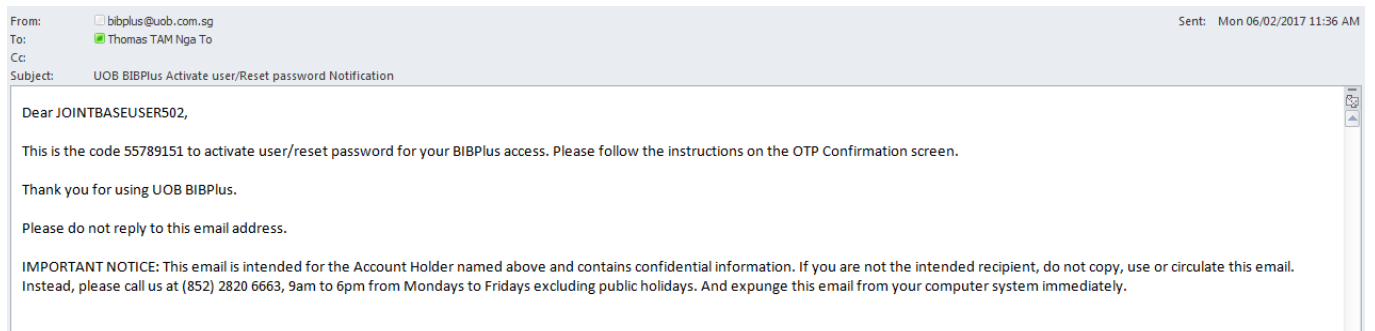 From: bibplus@uob.com.sg Sent: Mon 06/02/2017 11:36 AM
To: Thomas TAM Nga To
Cc:
Subject: UOB BIBPlus Activate user/Reset password Notification
Dear JOINTBASEUSER502,
This is the code 55789151 to activate user/reset password for your BIBPlus access. Please follow the instructions on the OTP Confirmation screen.
Thank you for using UOB BIBPlus.
Please do not reply to this email address.
IMPORTANT NOTICE: This email is intended for the Account Holder named above and contains confidential information. If you are not the intended recipient, do not copy, use or circulate this email.
Instead, please call us at (852) 2820 6663, 9am to 6pm from Mondays to Fridays excluding public holidays. And expunge this email from your computer system immediately.